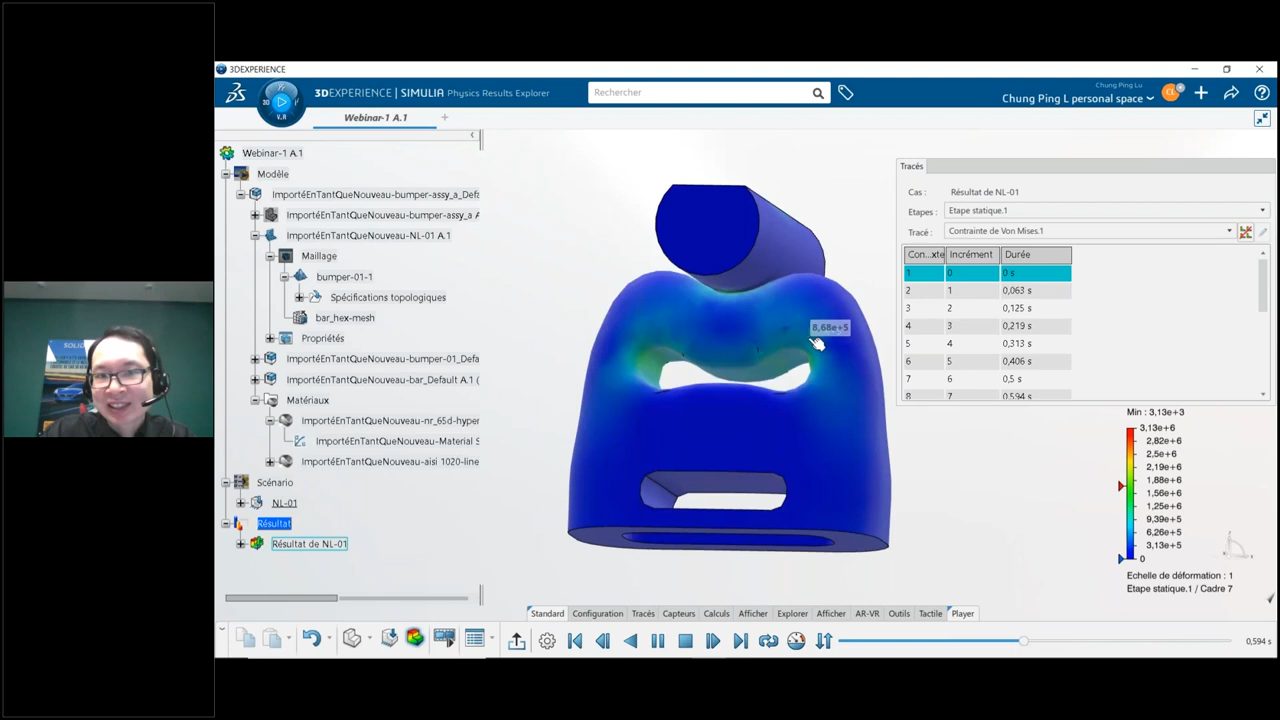 SOLID
3DEXPERIENCE
3DEXPERIENCE | SIMULIA Physics Results Explorer
3D
V.R
Rechercher
Chung Ping Lu
Chung Ping L personal space
Webinar-1 A.1
Webinar-1 A.1
Modèle
ImportéEnTantQueNouveau-bumper-assy_a_Defa
ImportéEnTantQueNouveau-bumper-assy_a A
ImportéEnTantQueNouveau-NL-01 A.1
Maillage
bumper-01-1
Spécifications topologiques
bar_hex-mesh
Propriétés
ImportéEnTantQueNouveau-bumper-01_Defa
ImportéEnTantQueNouveau-bar_Default A.1 (
Matériaux
ImportéEnTantQueNouveau-nr_65d-hyper
ImportéEnTantQueNouveau-Material S
ImportéEnTantQueNouveau-aisi 1020-line
Scénario
NL-01
Résultat
Résultat de NL-01
8,68e+5
Tracés
Cas : Résultat de NL-01
Etapes : Etape statique.1
Tracé : Contrainte de Von Mises.1
Con...xte Incrément Durée
1 0 0 s
2 1 0,063 s
3 2 0,125 s
4 3 0,219 s
5 4 0,313 s
6 5 0,406 s
7 6 0,5 s
8 7 0,594 s
Min : 3,13e+3
3,13e+6
2,82e+6
2,5e+6
2,19e+6
1,88e+6
1,56e+6
1,25e+6
9,39e+5
6,26e+5
3,13e+5
0
Echelle de déformation : 1
Etape statique.1 / Cadre 7
Standard Configuration Tracés Capteurs Calculs Afficher Explorer Afficher AR-VR Outils Tactile Player
0,594 s